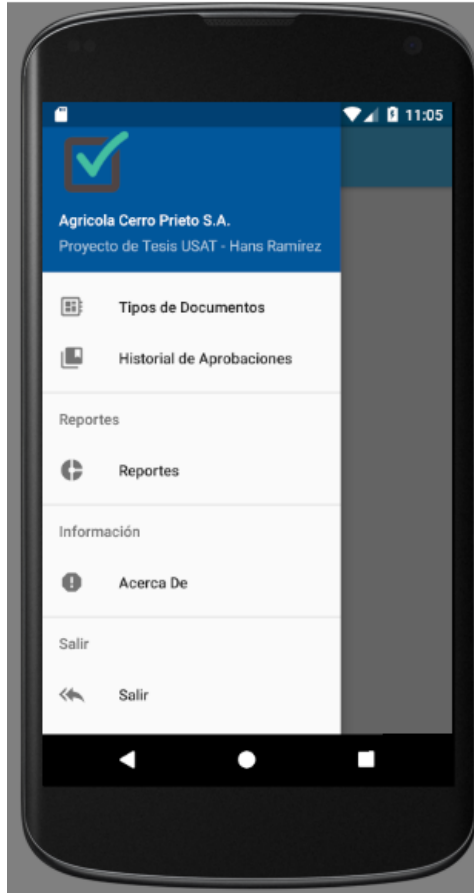 11:05
Agricola Cerro Prieto S.A.
Proyecto de Tesis USAT - Hans Ramírez
Tipos de Documentos
Historial de Aprobaciones
Reportes
Reportes
Información
Acerca De
Salir
Salir